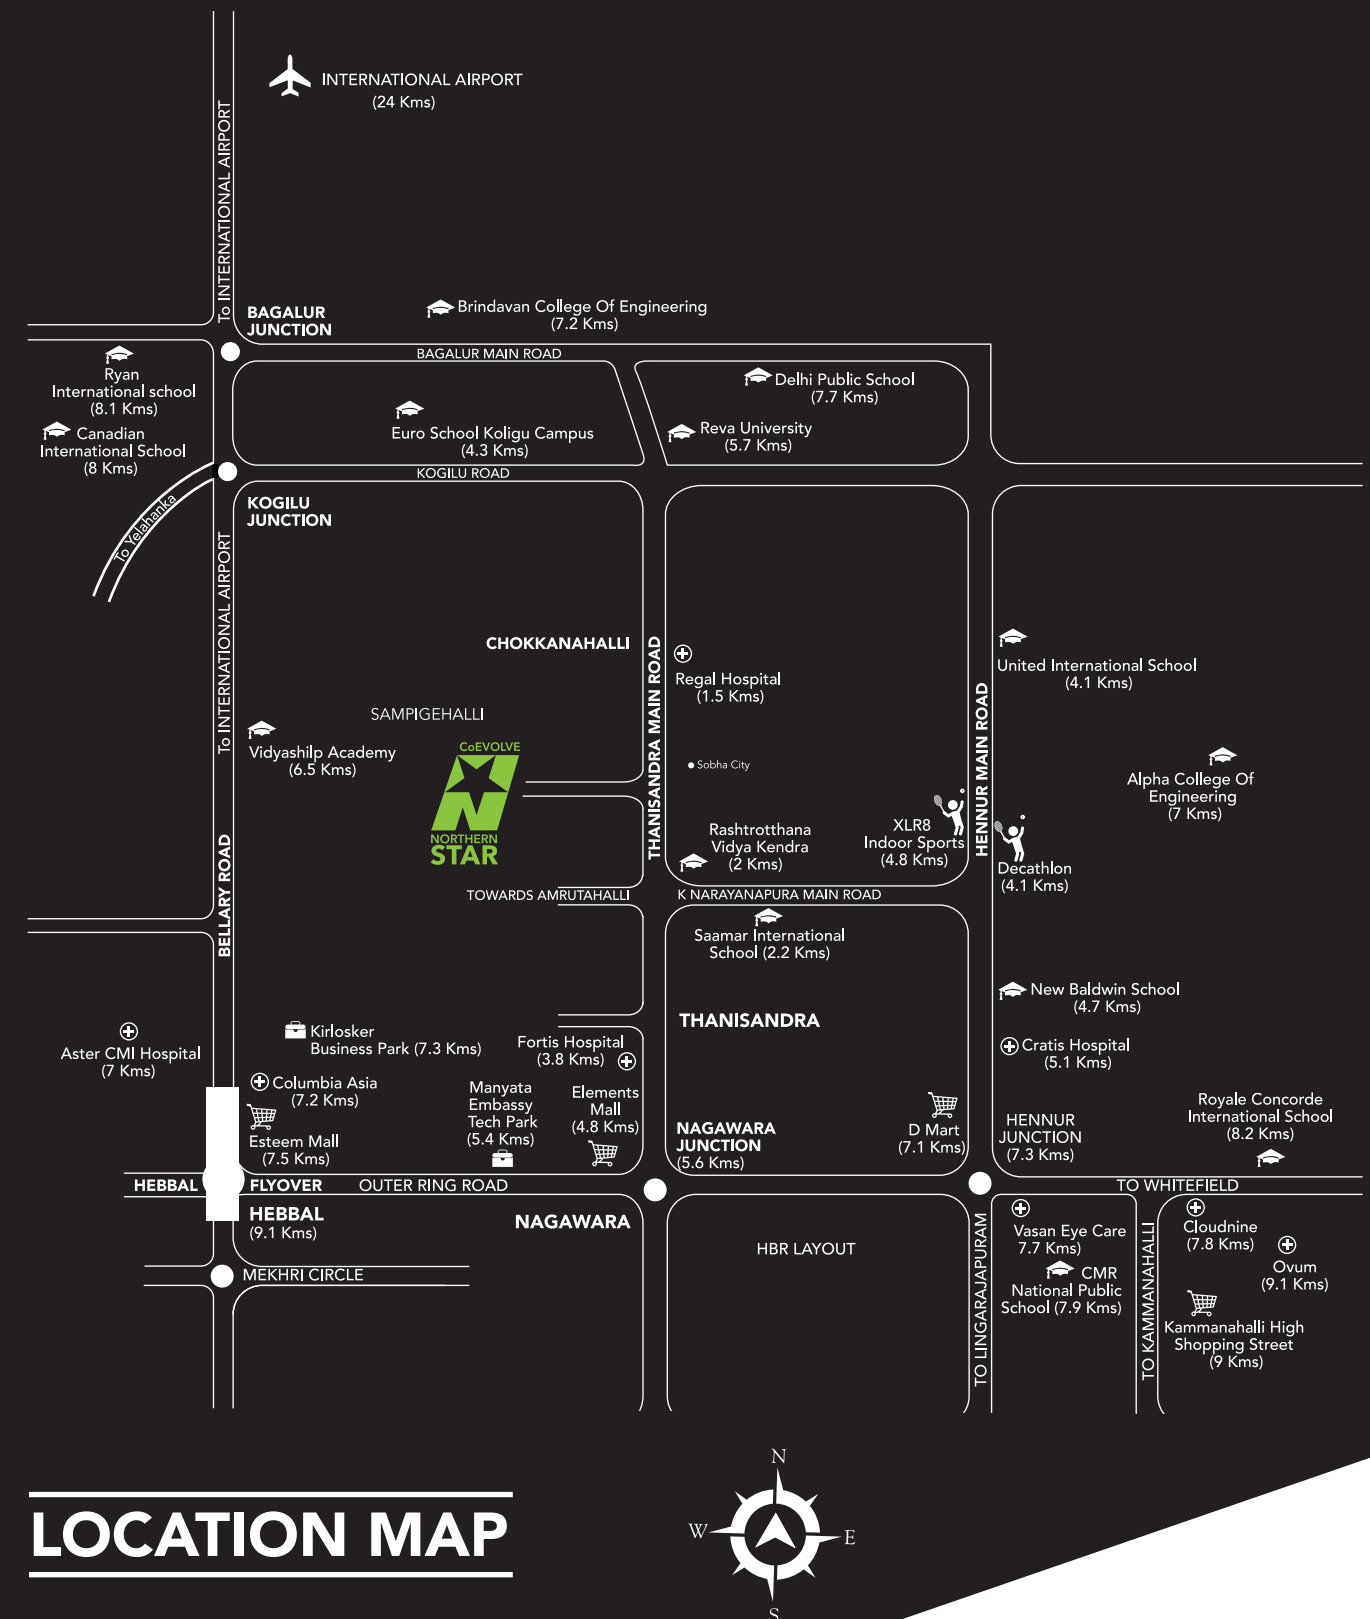 INTERNATIONAL AIRPORT
(24 Kms)
To INTERNATIONAL AIRPORT
BAGALUR
JUNCTION
Brindavan College Of Engineering
(7.2 Kms)
BAGALUR MAIN ROAD
Ryan
International school
(8.1 Kms)
Canadian
International School
(8 Kms)
Euro School Koligu Campus
(4.3 Kms)
Delhi Public School
(7.7 Kms)
Reva University
(5.7 Kms)
KOGILU ROAD
KOGILU
JUNCTION
To Yelahanka
To INTERNATIONAL AIRPORT
CHOKKANAHALLI
THANISANDRA MAIN ROAD
Regal Hospital
(1.5 Kms)
HENNUR MAIN ROAD
United International School
(4.1 Kms)
SAMPIGEHALLI
Vidyashilp Academy
(6.5 Kms)
CoEVOLVE
N
NORTHERN
STAR
Sobha City
Alpha College Of
Engineering
(7 Kms)
Rashtrotthana
Vidya Kendra
(2 Kms)
XLR8
Indoor Sports
(4.8 Kms)
Decathlon
(4.1 Kms)
BELLARY ROAD
TOWARDS AMRUTAHALLI
K NARAYANAPURA MAIN ROAD
Saamar International
School (2.2 Kms)
New Baldwin School
(4.7 Kms)
THANISANDRA
Aster CMI Hospital
(7 Kms)
Kirlosker
Business Park (7.3 Kms)
Fortis Hospital
(3.8 Kms)
Cratis Hospital
(5.1 Kms)
Columbia Asia
(7.2 Kms)
Manyata
Embassy
Tech Park
(5.4 Kms)
Elements
Mall
(4.8 Kms)
Esteem Mall
(7.5 Kms)
NAGAWARA
JUNCTION
(5.6 Kms)
D Mart
(7.1 Kms)
HENNUR
JUNCTION
(7.3 Kms)
Royale Concorde
International School
(8.2 Kms)
HEBBAL
FLYOVER
OUTER RING ROAD
TO WHITEFIELD
HEBBAL
(9.1 Kms)
NAGAWARA
HBR LAYOUT
TO LINGARAJAPURAM
Vasan Eye Care
7.7 Kms)
CMR
National Public
School (7.9 Kms)
TO KAMMANAHALLI
Cloudnine
(7.8 Kms)
Ovum
(9.1 Kms)
Kammanahalli High
Shopping Street
(9 Kms)
MEKHRI CIRCLE
LOCATION MAP
N
W
E
S